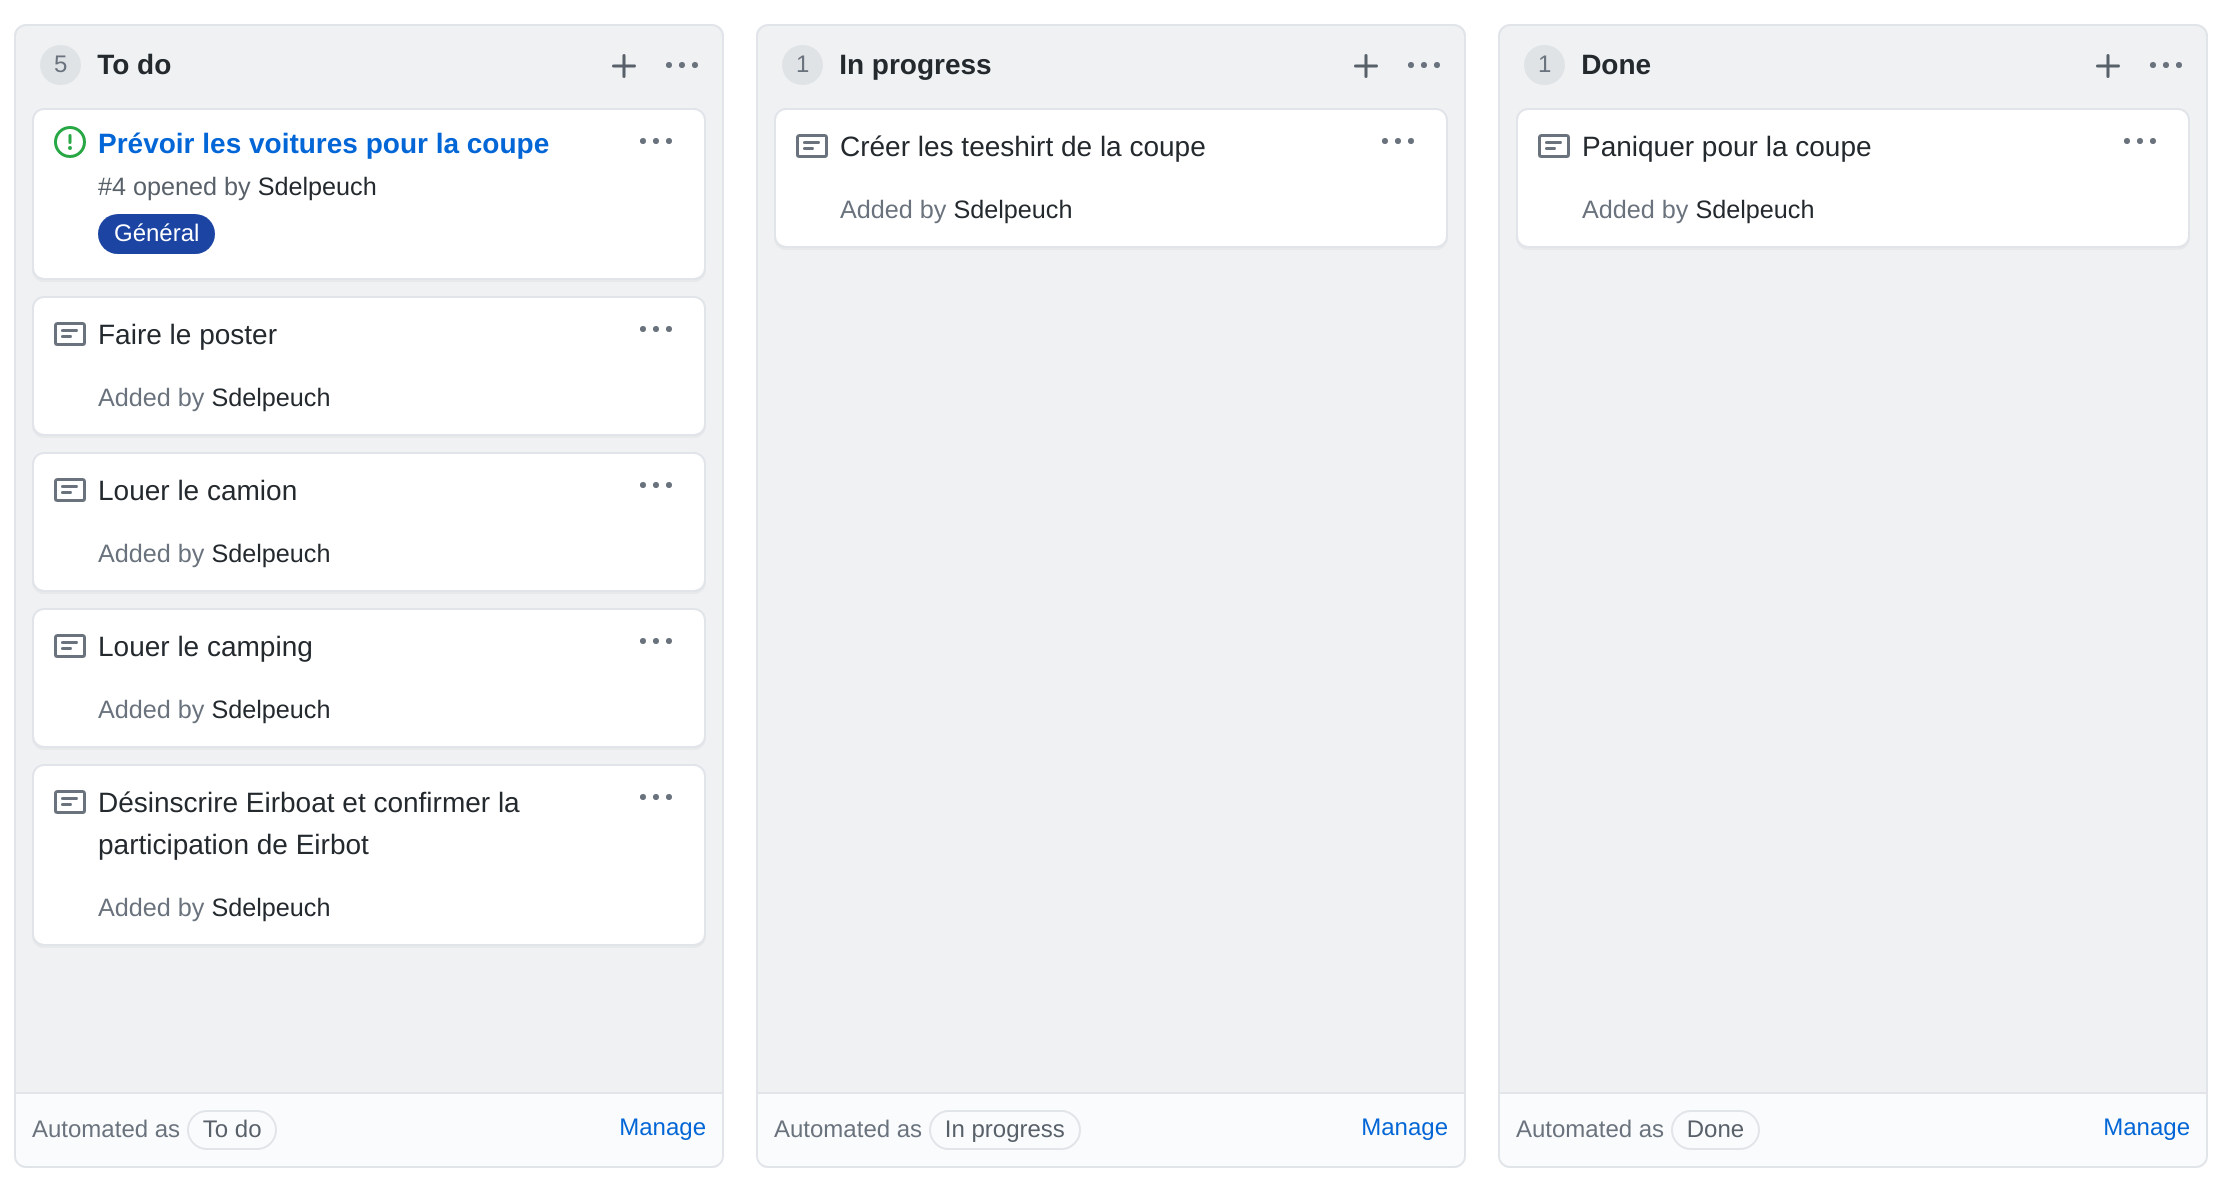 5 To do
Prévoir les voitures pour la coupe
#4 opened by Sdelpeuch
Général
Faire le poster
Added by Sdelpeuch
Louer le camion
Added by Sdelpeuch
Louer le camping
Added by Sdelpeuch
Désinscrire Eirboat et confirmer la
participation de Eirbot
Added by Sdelpeuch
Automated as To do Manage
1 In progress
Créer les teeshirt de la coupe
Added by Sdelpeuch
Automated as In progress Manage
1 Done
Paniquer pour la coupe
Added by Sdelpeuch
Automated as Done Manage